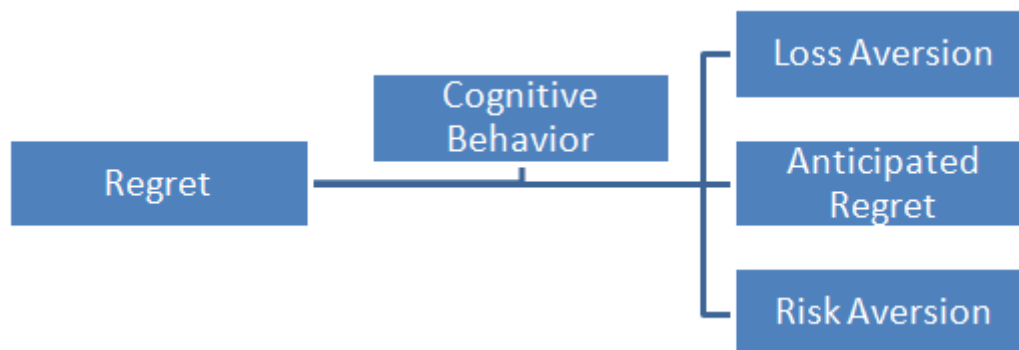 Regret
Cognitive
Behavior
Loss Aversion
Anticipated
Regret
Risk Aversion